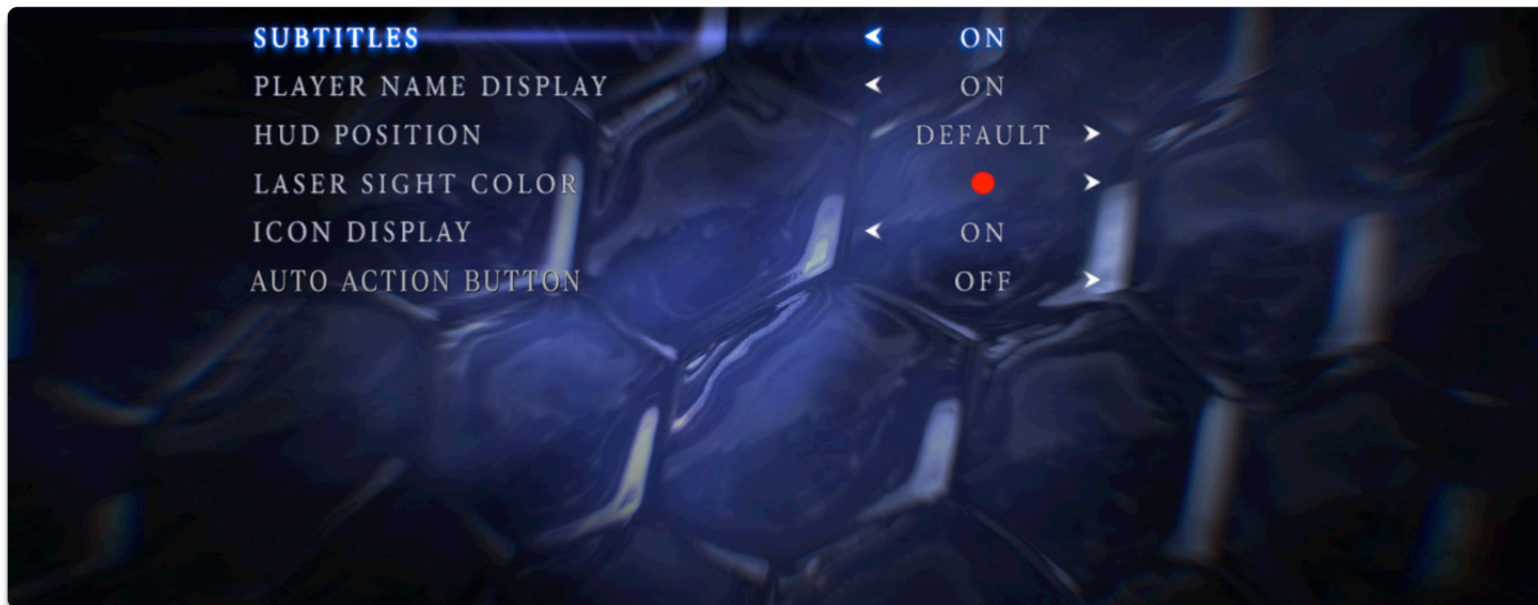 SUBTITLES ON
PLAYER NAME DISPLAY ON
HUD POSITION DEFAULT
LASER SIGHT COLOR
ICON DISPLAY ON
AUTO ACTION BUTTON OFF